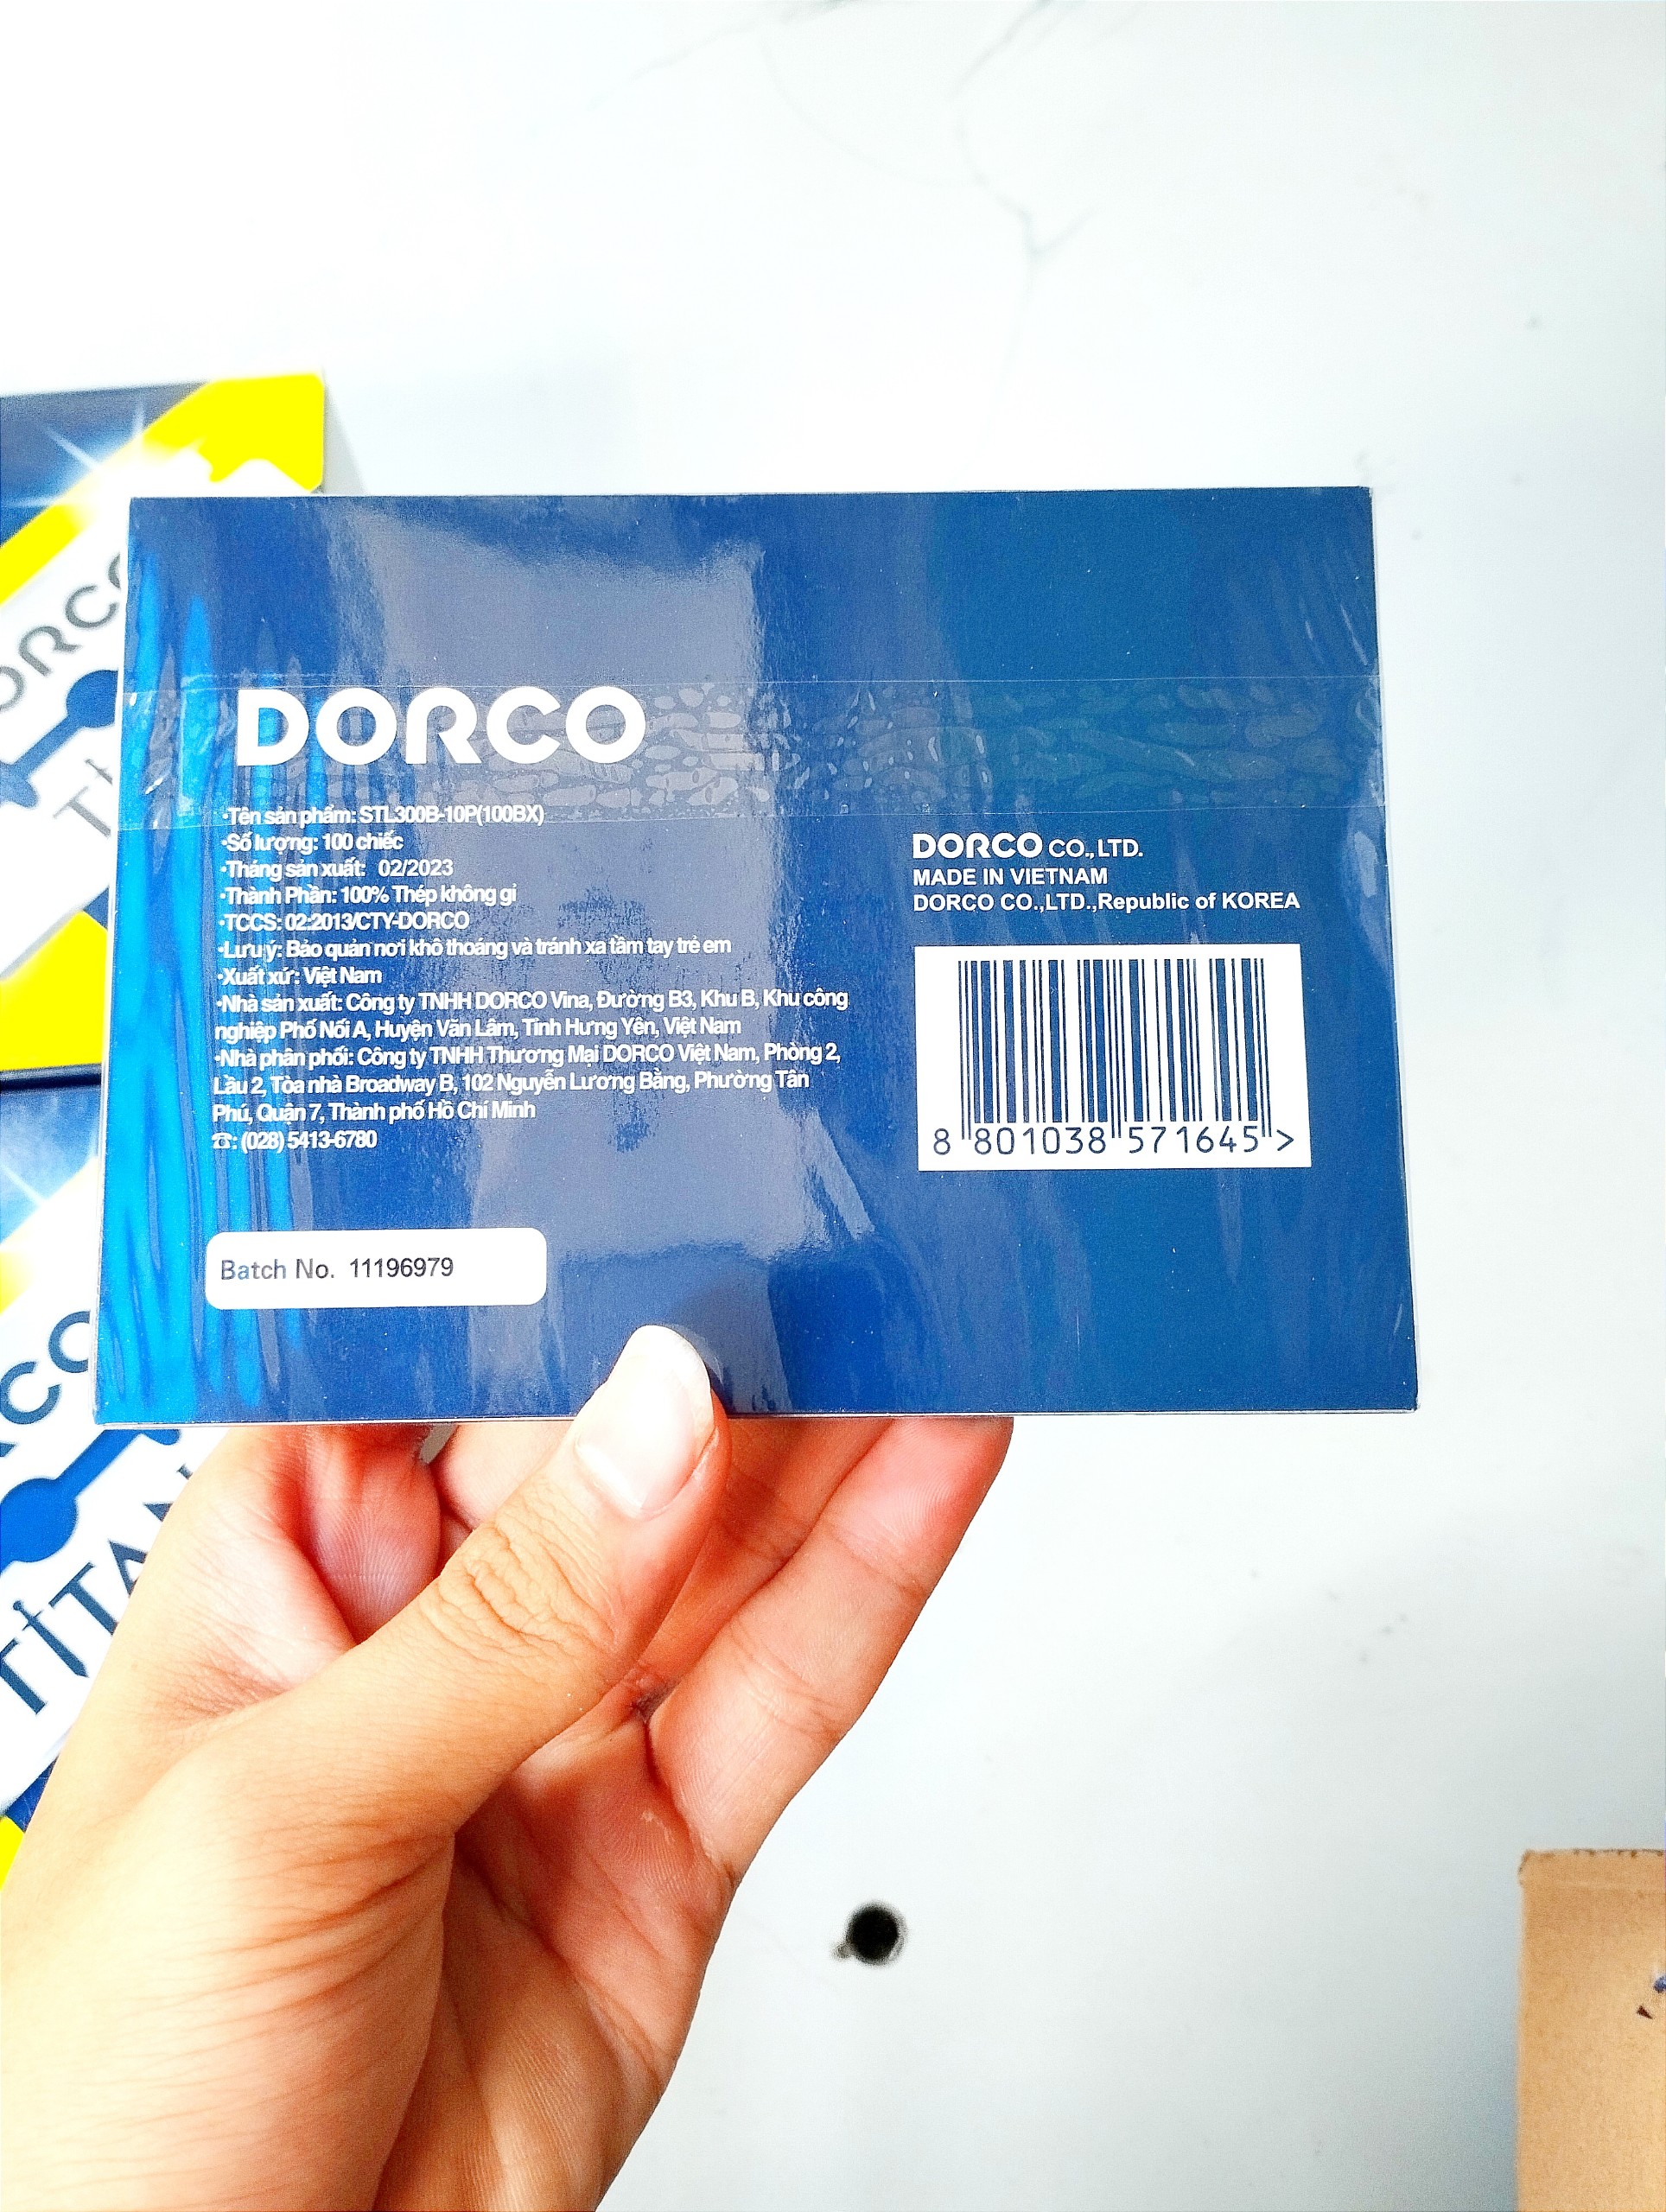 DORCO
•Tên sản phẩm: STL300B-10P(100BX)
•Số lượng: 100 chiếc
•Tháng sản xuất: 02/2023
•Thành Phần: 100% Thép không gỉ
•TCCS: 02:2013/CTY-DORCO
•Lưu ý: Bảo quản nơi khô thoáng và tránh xa tầm tay trẻ em
•Xuất xứ: Việt Nam
•Nhà sản xuất: Công ty TNHH DORCO Vina, Đường B3, Khu B, Khu công
nghiệp Phố Nối A, Huyện Văn Lâm, Tỉnh Hưng Yên, Việt Nam
•Nhà phân phối: Công ty TNHH Thương Mại DORCO Việt Nam, Phòng 2,
Lầu 2, Tòa nhà Broadway B, 102 Nguyễn Lương Bằng, Phường Tân
Phú, Quận 7, Thành phố Hồ Chí Minh
☎: (028) 5413-6780
Batch No. 11196979
DORCO CO., LTD.
MADE IN VIETNAM
DORCO CO.,LTD.,Republic of KOREA
8 801038 571645 >
DORCO
TITAN